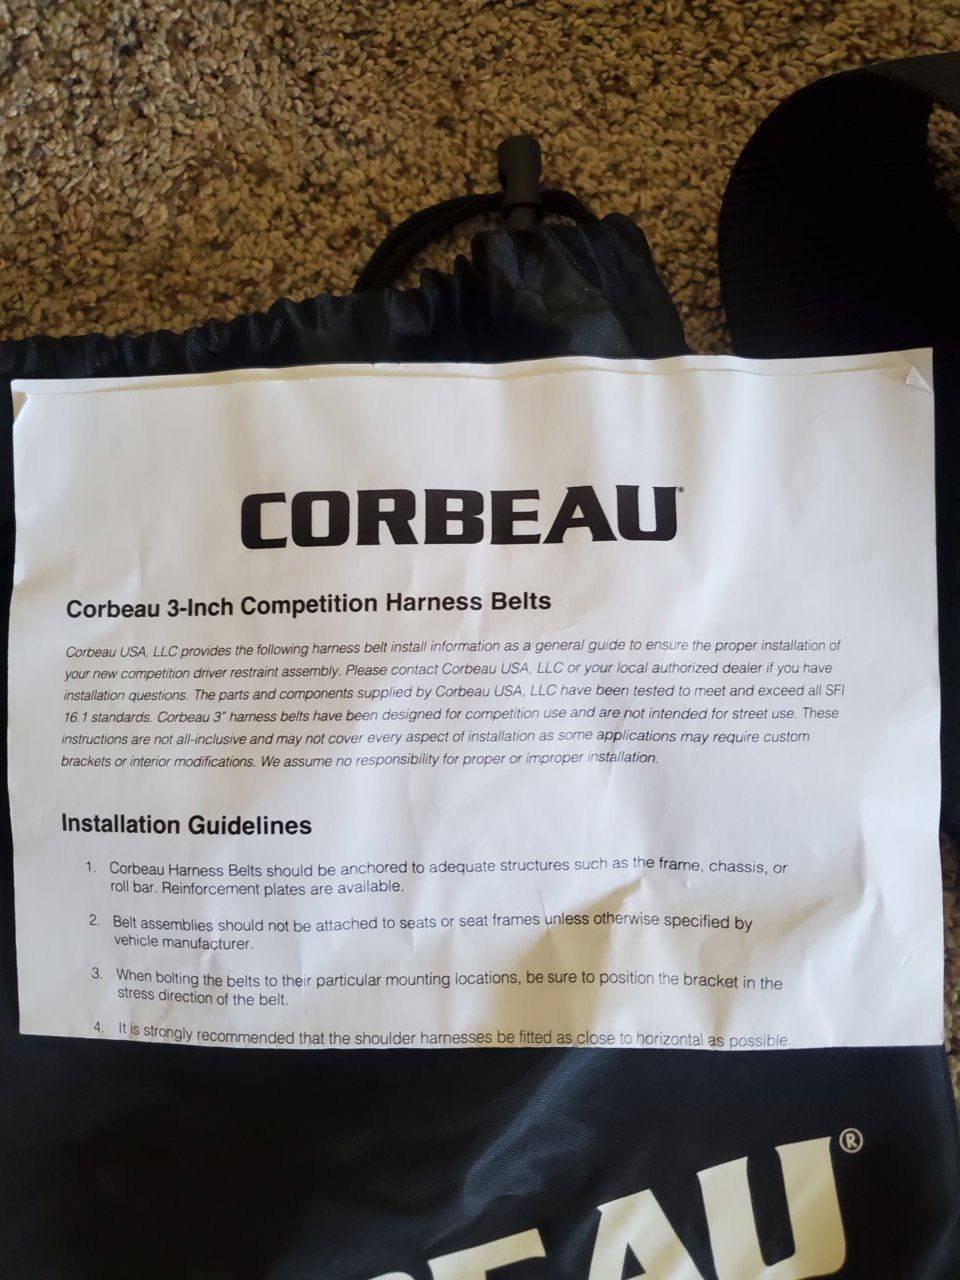 CORBEAU®
Corbeau 3-Inch Competition Harness Belts
Corbeau USA, LLC provides the following harness belt install information as a general guide to ensure the proper installation of
your new competition driver restraint assembly. Please contact Corbeau USA, LLC or your local authorized dealer if you have
installation questions. The parts and components supplied by Corbeau USA, LLC have been tested to meet and exceed all SFI
16.1 standards. Corbeau 3" harness belts have been designed for competition use and are not intended for street use. These
instructions are not all-inclusive and may not cover every aspect of installation as some applications may require custom
brackets or interior modifications. We assume no responsibility for proper or improper installation.
Installation Guidelines
1. Corbeau Harness Belts should be anchored to adequate structures such as the frame, chassis, or
roll bar. Reinforcement plates are available.
2. Belt assemblies should not be attached to seats or seat frames unless otherwise specified by
vehicle manufacturer.
3. When bolting the belts to their particular mounting locations, be sure to position the bracket in the
stress direction of the belt.
4. It is strongly recommended that the shoulder harnesses be fitted as close to horizontal as possible.
BEAU®